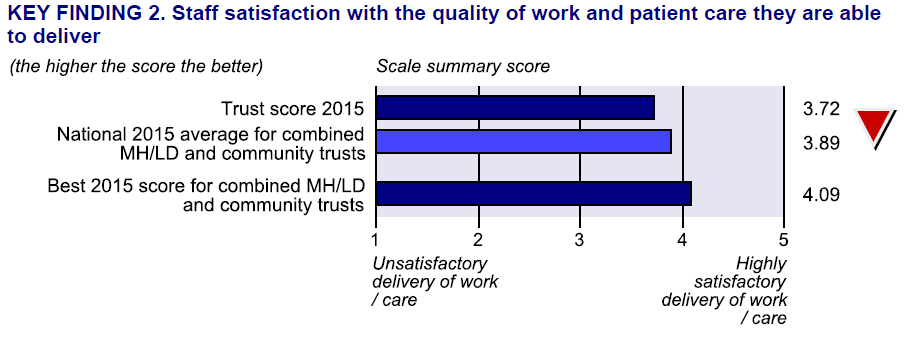 KEY FINDING 2. Staff satisfaction with the quality of work and patient care they are able
to deliver
(the higher the score the better)
Scale summary score
Trust score 2015
3.72
National 2015 average for combined
MH/LD and community trusts
3.89
Best 2015 score for combined MH/LD
and community trusts
4.09
1 2 3 4 5
Unsatisfactory
delivery of work
/ care
Highly
satisfactory
delivery of work
/ care